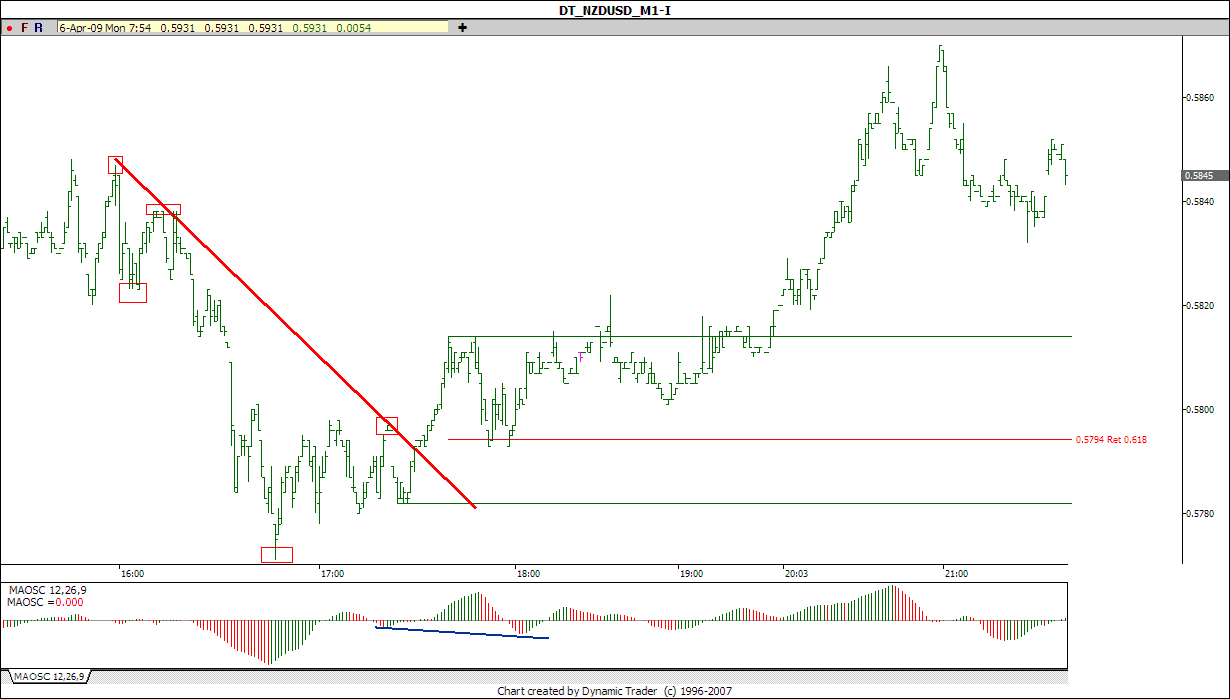 DT_NZDUSD_M1-I
F R 6-Apr-09 Mon 7:54 0.5931 0.5931 0.5931 0.5931 0.0054
0.5860
0.5845
0.5840
0.5820
0.5800
0.5794 Ret 0.618
0.5780
16:00 17:00 18:00 19:00 20:03 21:00
MAOSC 12,26,9
MAOSC =0.000
MAOSC 12,26,9
Chart created by Dynamic Trader (c) 1996-2007